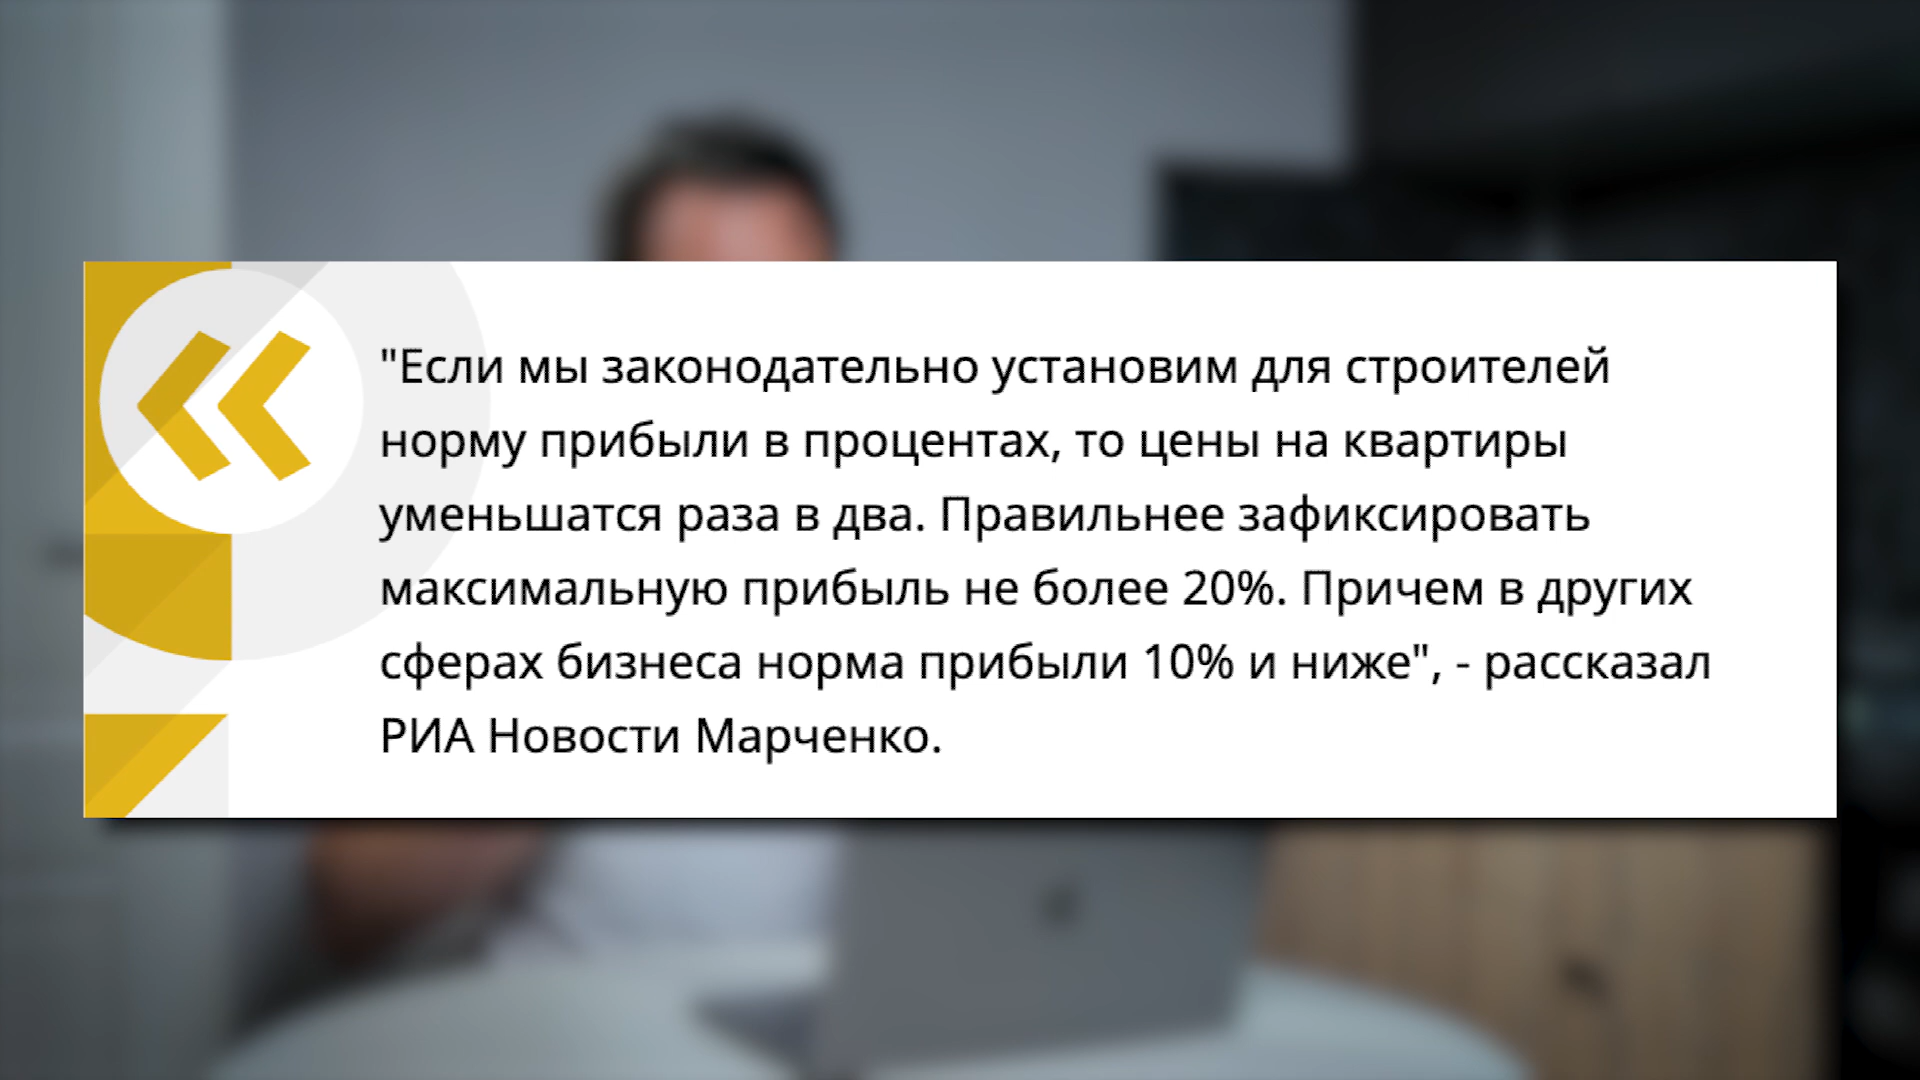 "Если мы законодательно установим для строителей
норму прибыли в процентах, то цены на квартиры
уменьшатся раза в два. Правильнее зафиксировать
максимальную прибыль не более 20%. Причем в других
сферах бизнеса норма прибыли 10% и ниже", - рассказал
РИА Новости Марченко.